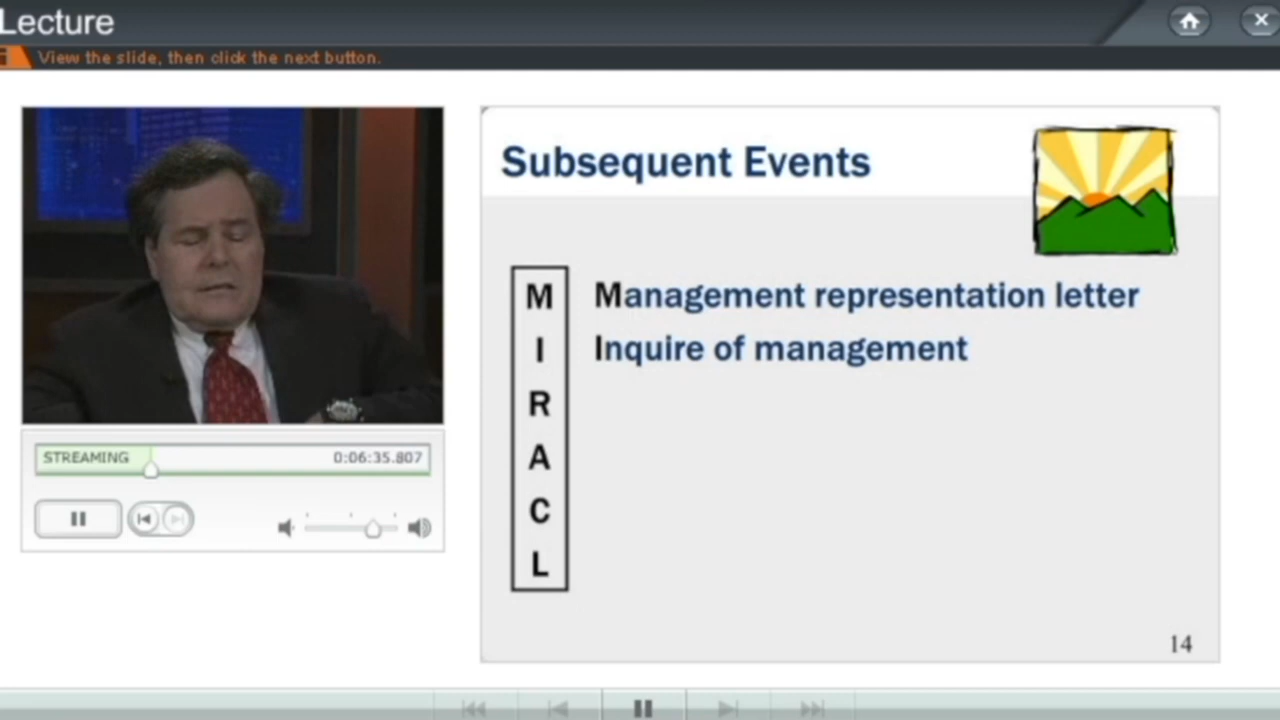 Lecture
View the slide, then click the next button.
Subsequent Events
M Management representation letter
I Inquire of management
R
A
C
L
STREAMING 0:06:35.807
14